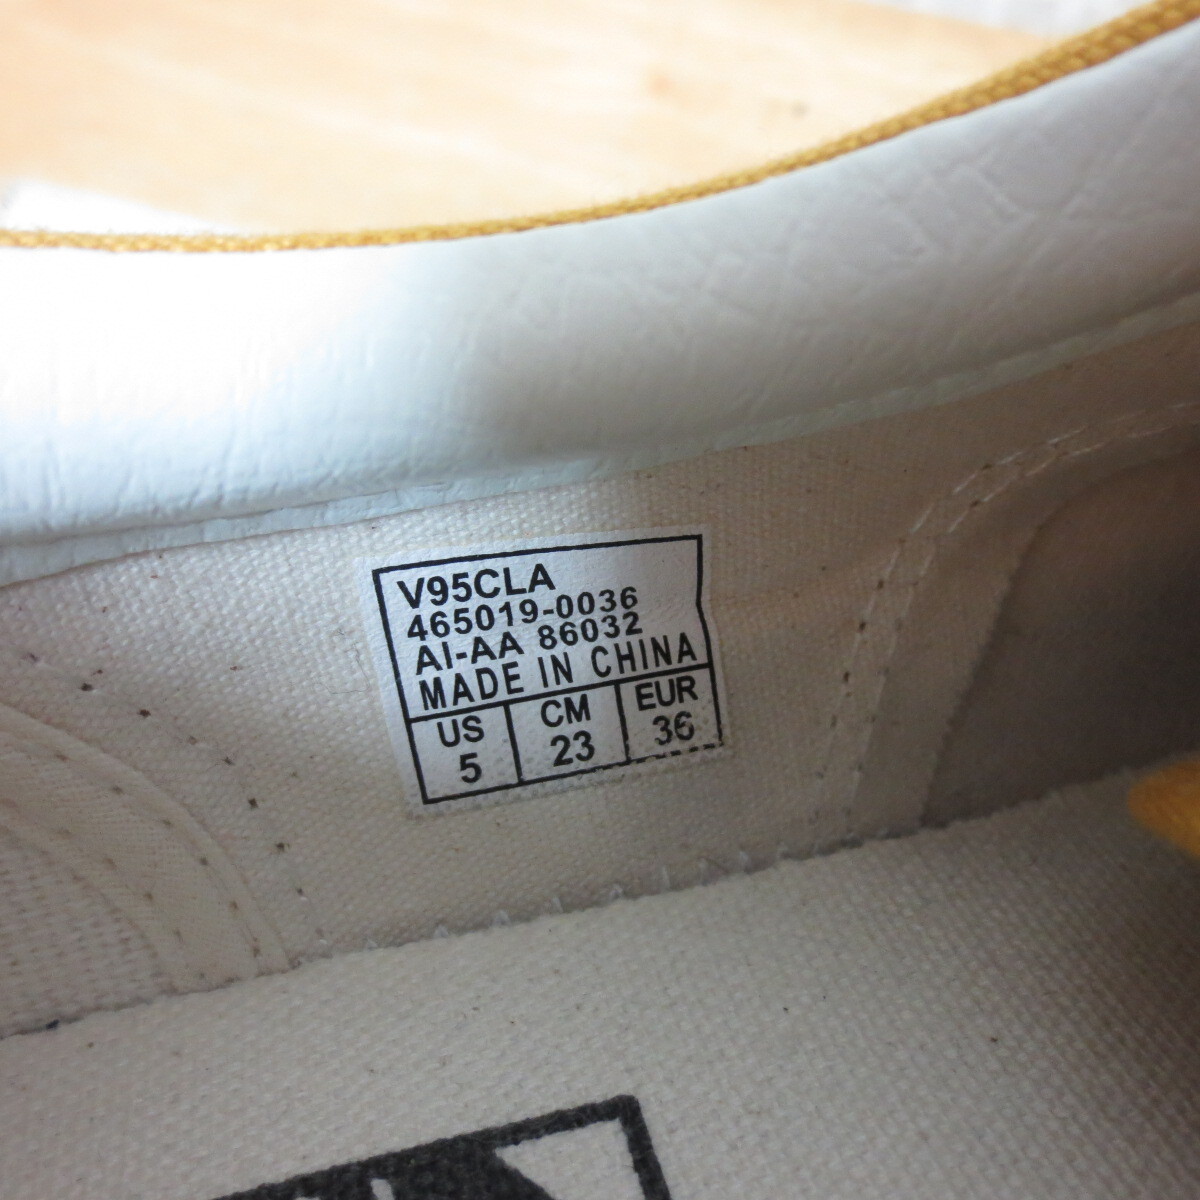 V95CLA
465019-0036
AI-AA 86032
MADE IN CHINA
US CM EUR
5 23 36